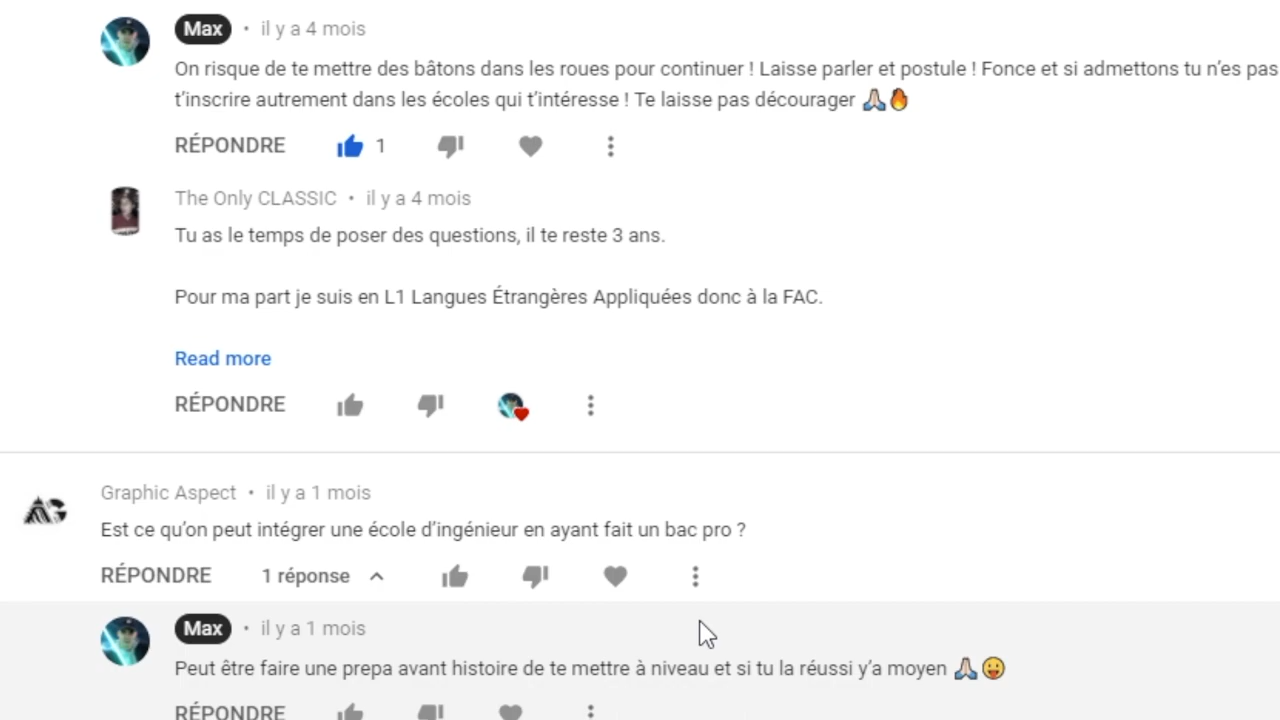 Max • il y a 4 mois
On risque de te mettre des bâtons dans les roues pour continuer ! Laisse parler et postule ! Fonce et si admettons tu n’es pas
t’inscrire autrement dans les écoles qui t’intéresse ! Te laisse pas décourager 🙏🏻🔥
RÉPONDRE 1
The Only CLASSIC • il y a 4 mois
Tu as le temps de poser des questions, il te reste 3 ans.
Pour ma part je suis en L1 Langues Étrangères Appliquées donc à la FAC.
Read more
RÉPONDRE
AG
Graphic Aspect • il y a 1 mois
Est ce qu’on peut intégrer une école d’ingénieur en ayant fait un bac pro ?
RÉPONDRE 1 réponse
Max • il y a 1 mois
Peut être faire une prepa avant histoire de te mettre à niveau et si tu la réussi y’a moyen 🙏🏻😛
RÉPONDRE